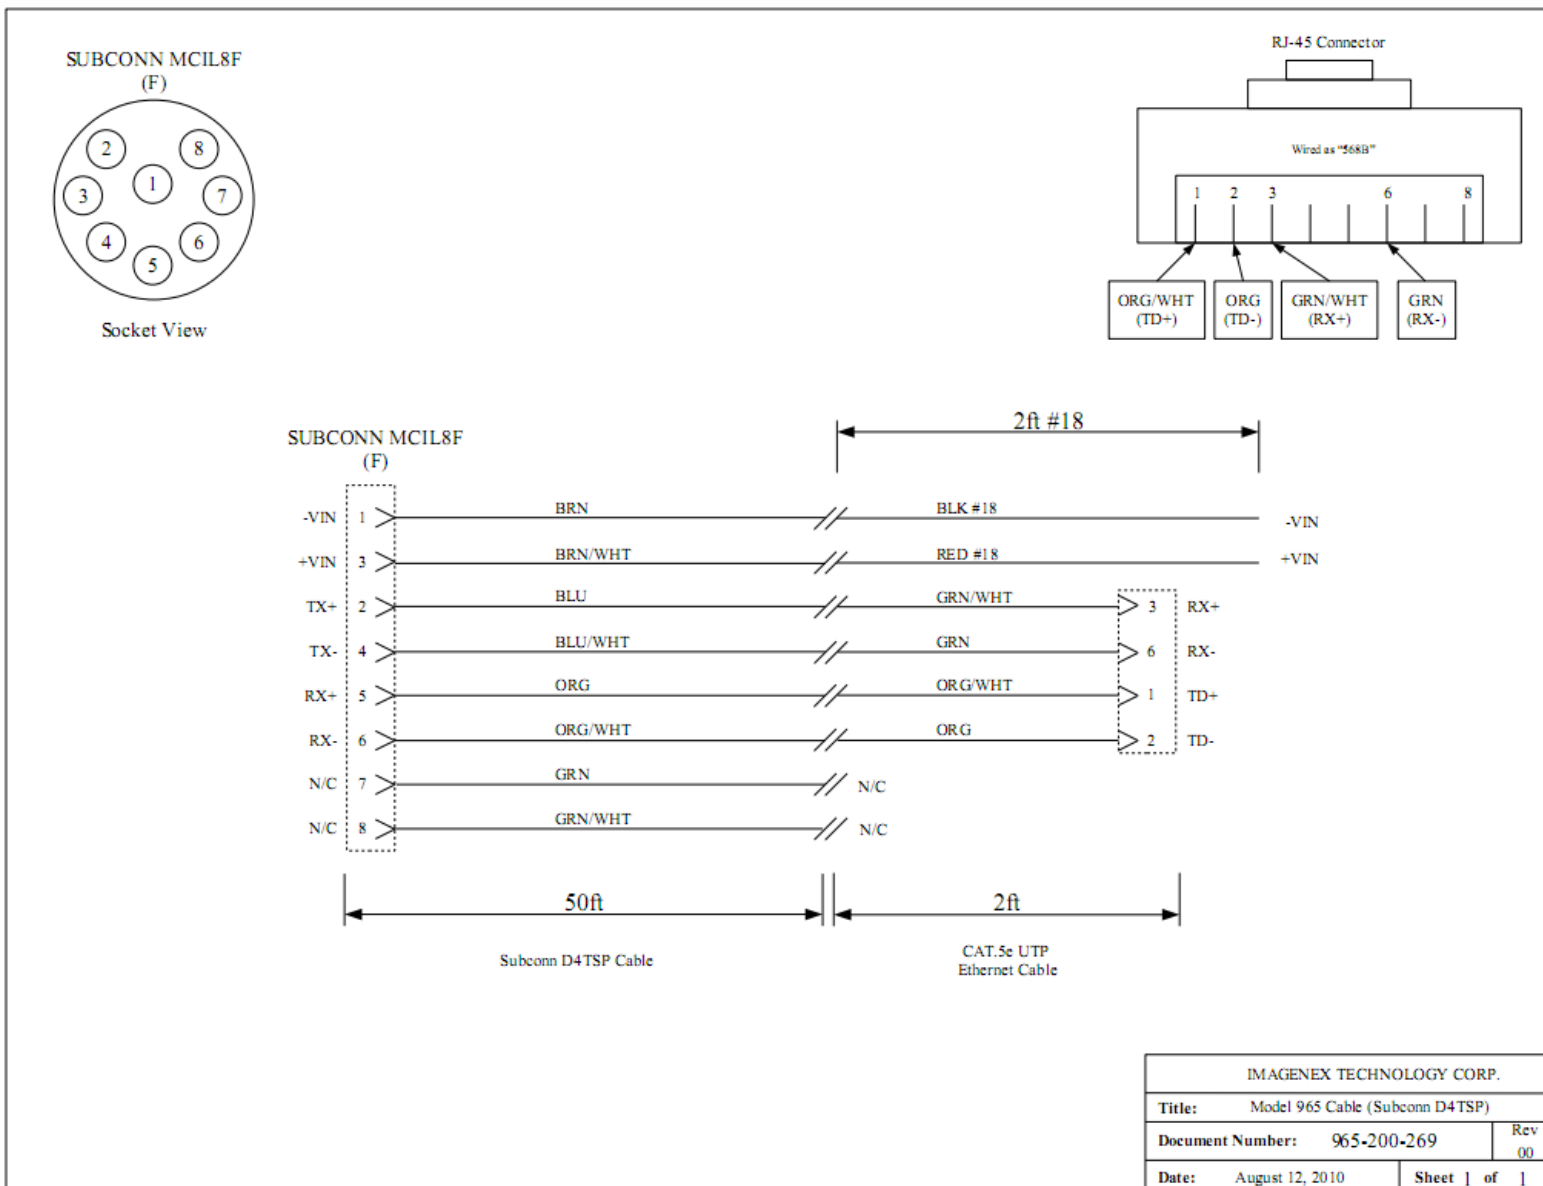 SUBCONN MCIL8F
(F)
2
8
1
3
7
4
6
5
Socket View
RJ-45 Connector
Wired as "568B"
1 2 3 6 8
ORG/WHT
(TD+)
ORG
(TD-)
GRN/WHT
(RX+)
GRN
(RX-)
2ft #18
SUBCONN MCIL8F
(F)
-VIN 1 BRN BLK #18 -VIN
+VIN 3 BRN/WHT RED #18 +VIN
TX+ 2 BLU GRN/WHT 3 RX+
TX- 4 BLU/WHT GRN 6 RX-
RX+ 5 ORG ORG/WHT 1 TD+
RX- 6 ORG/WHT ORG 2 TD-
N/C 7 GRN N/C
N/C 8 GRN/WHT N/C
50ft 2ft
Subconn D4TSP Cable
CAT.5e UTP
Ethernet Cable
IMAGENEX TECHNOLOGY CORP.
Title: Model 965 Cable (Subconn D4TSP)
Document Number: 965-200-269
Rev
00
Date: August 12, 2010 Sheet 1 of 1